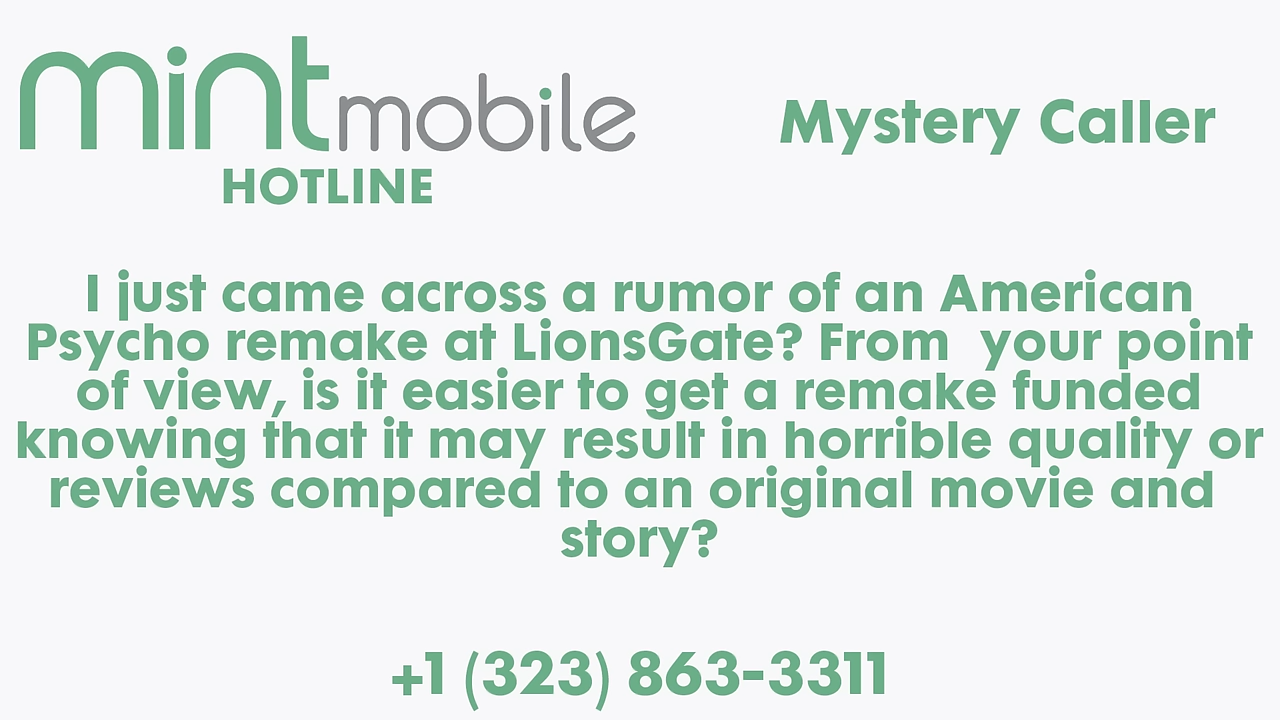 mintmobile
HOTLINE
Mystery Caller
I just came across a rumor of an American
Psycho remake at LionsGate? From  your point
of view, is it easier to get a remake funded
knowing that it may result in horrible quality or
reviews compared to an original movie and
story?
+1 (323) 863-3311